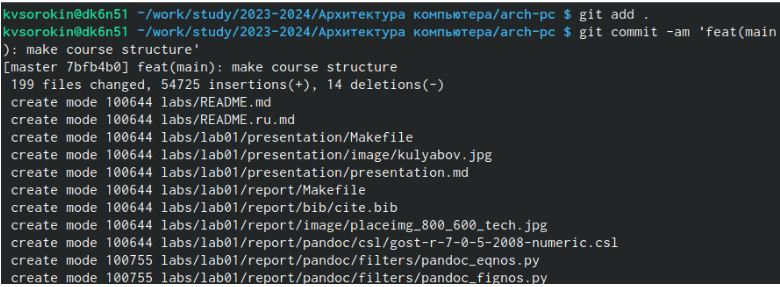 kvsorokin@dk6n51 ~/work/study/2023-2024/Архитектура компьютера/arch-pc $ git add .
kvsorokin@dk6n51 ~/work/study/2023-2024/Архитектура компьютера/arch-pc $ git commit -am 'feat(main
): make course structure'
[master 7bfb4b0] feat(main): make course structure
 199 files changed, 54725 insertions(+), 14 deletions(-)
 create mode 100644 labs/README.md
 create mode 100644 labs/README.ru.md
 create mode 100644 labs/lab01/presentation/Makefile
 create mode 100644 labs/lab01/presentation/image/kulyabov.jpg
 create mode 100644 labs/lab01/presentation/presentation.md
 create mode 100644 labs/lab01/report/Makefile
 create mode 100644 labs/lab01/report/bib/cite.bib
 create mode 100644 labs/lab01/report/image/placeimg_800_600_tech.jpg
 create mode 100644 labs/lab01/report/pandoc/csl/gost-r-7-0-5-2008-numeric.csl
 create mode 100755 labs/lab01/report/pandoc/filters/pandoc_eqnos.py
 create mode 100755 labs/lab01/report/pandoc/filters/pandoc_fignos.py